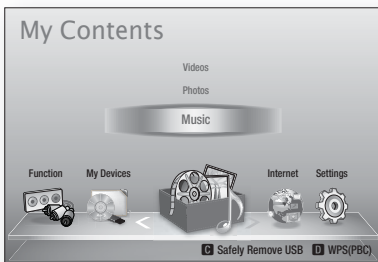 My Contents
Videos
Photos
Music
Function My Devices Internet Settings
C Safely Remove USB D WPS(PBC)